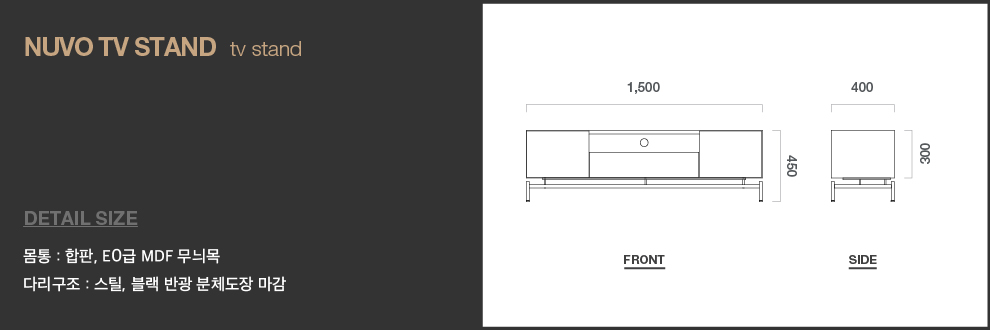 NUVO TV STAND tv stand
DETAIL SIZE
몸통 : 합판, E0급 MDF 무늬목
다리구조 : 스틸, 블랙 반광 분체도장 마감
1,500
450
FRONT
400
300
SIDE